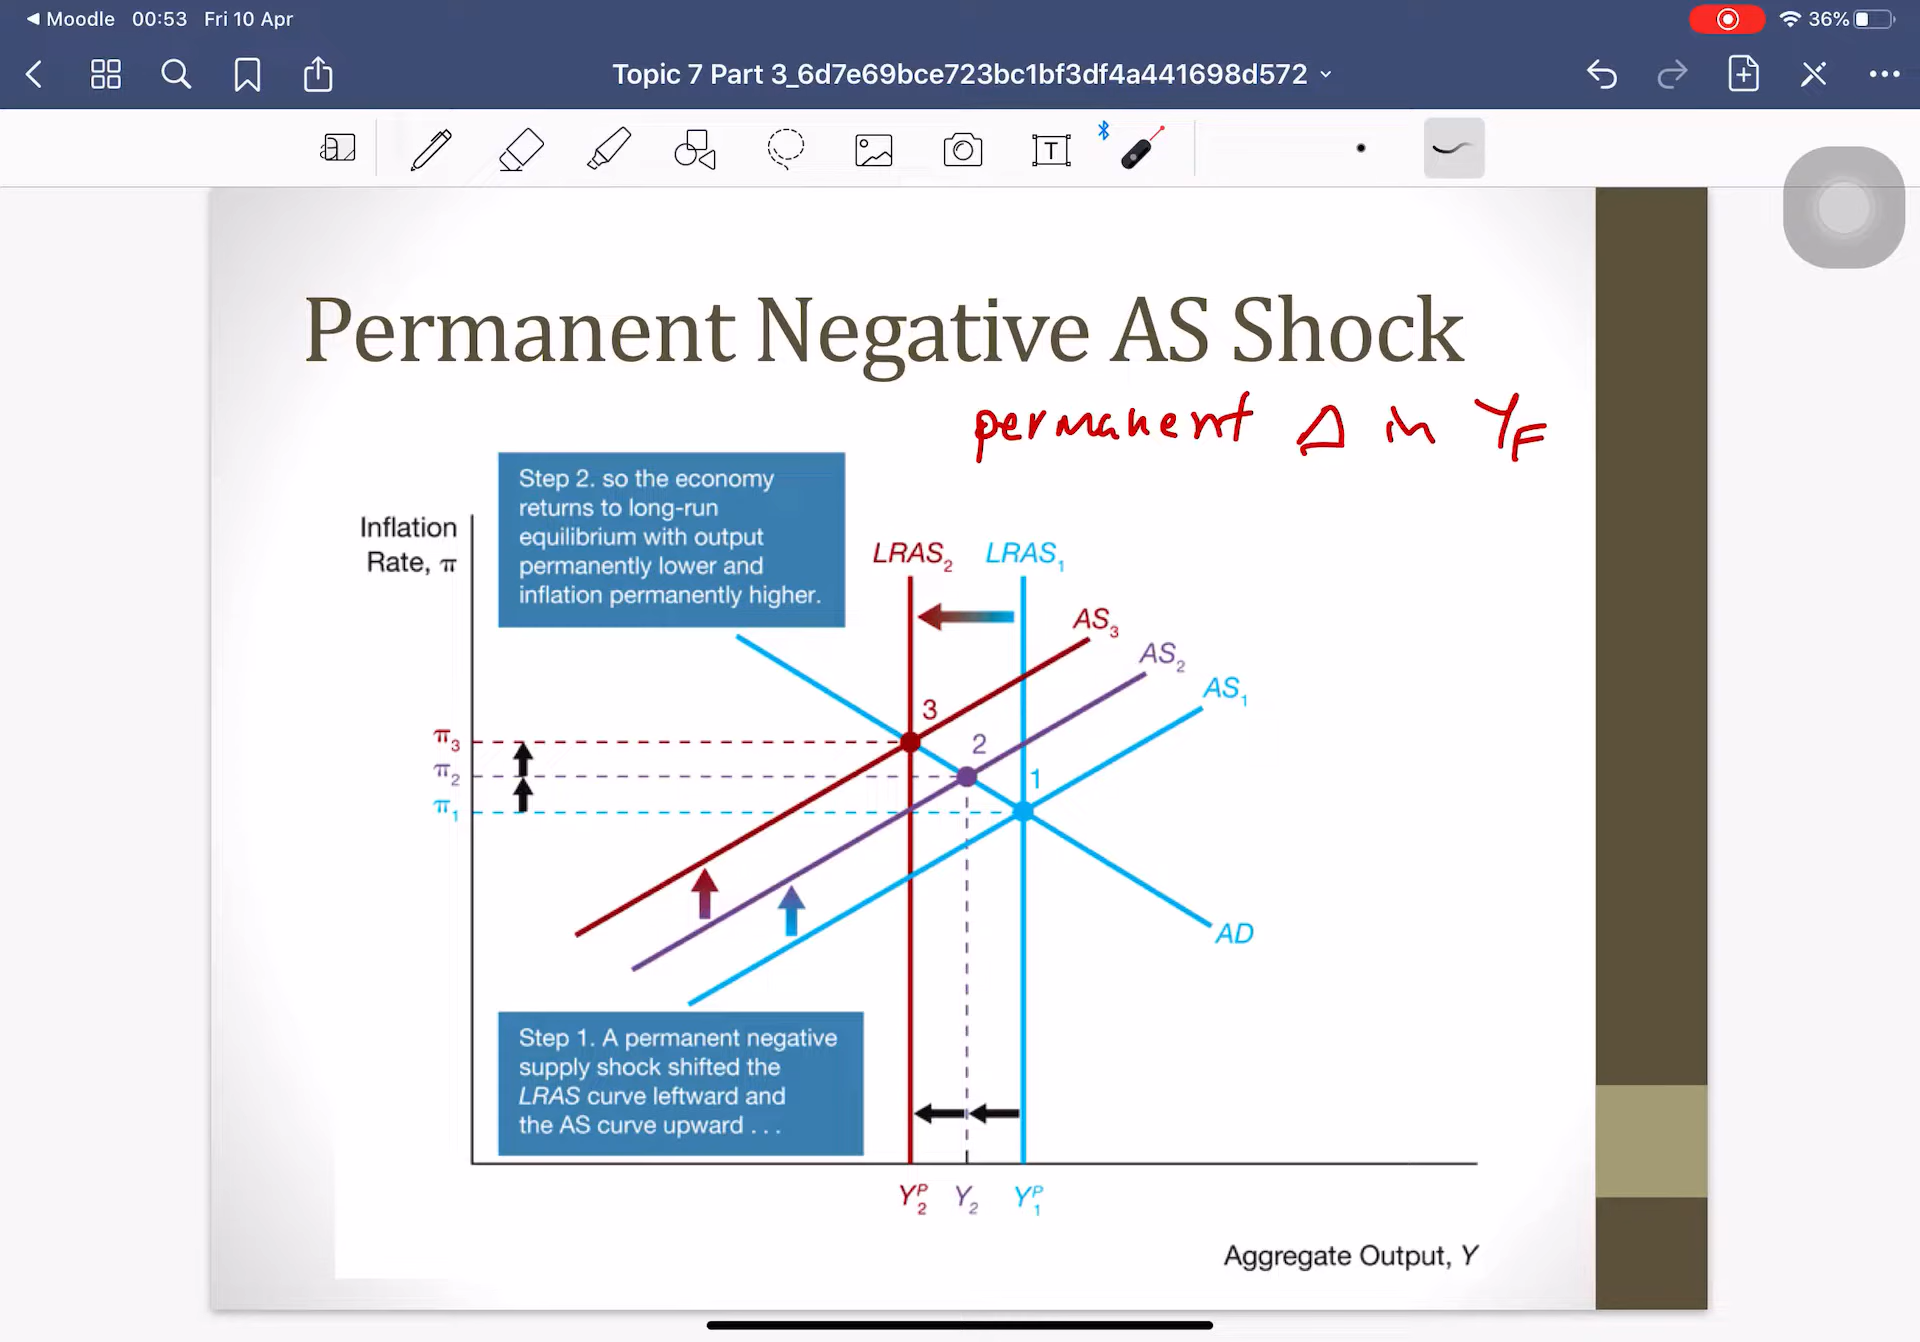 ◀ Moodle 00:53 Fri 10 Apr
36%
Topic 7 Part 3_6d7e69bce723bc1bf3df4a441698d572
a
T
Permanent Negative AS Shock
permanent Δ in Y_F
Step 2. so the economy
returns to long-run
equilibrium with output
permanently lower and
inflation permanently higher.
Inflation
Rate, π
LRAS₂ LRAS₁
AS₃
AS₂
AS₁
3
2
1
π₃
π₂
π₁
AD
Step 1. A permanent negative
supply shock shifted the
LRAS curve leftward and
the AS curve upward . . .
Y₂ᴾ Y₂ Y₁ᴾ
Aggregate Output, Y